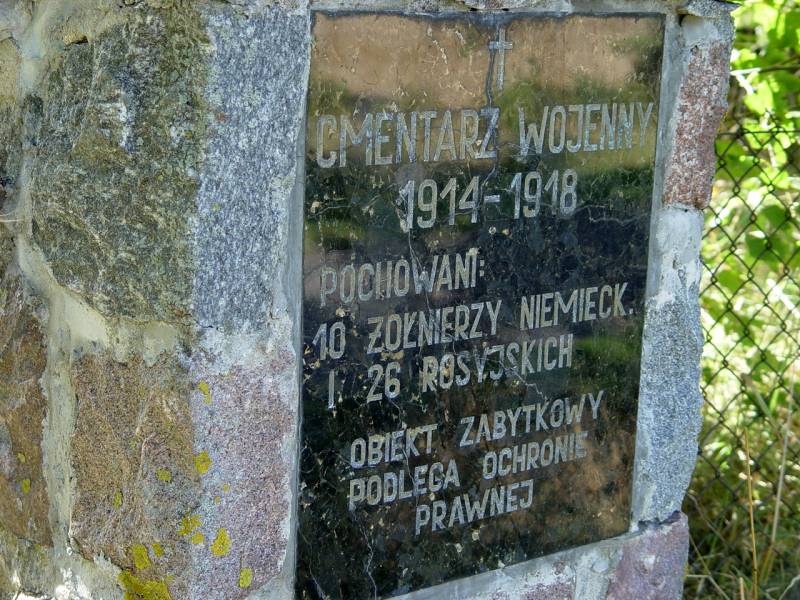 CMENTARZ WOJENNY
1914-1918
POCHOWANI:
10 ŻOŁNIERZY NIEMIECK.
I 26 ROSYJSKICH
OBIEKT ZABYTKOWY
PODLEGA OCHRONIE
PRAWNEJ